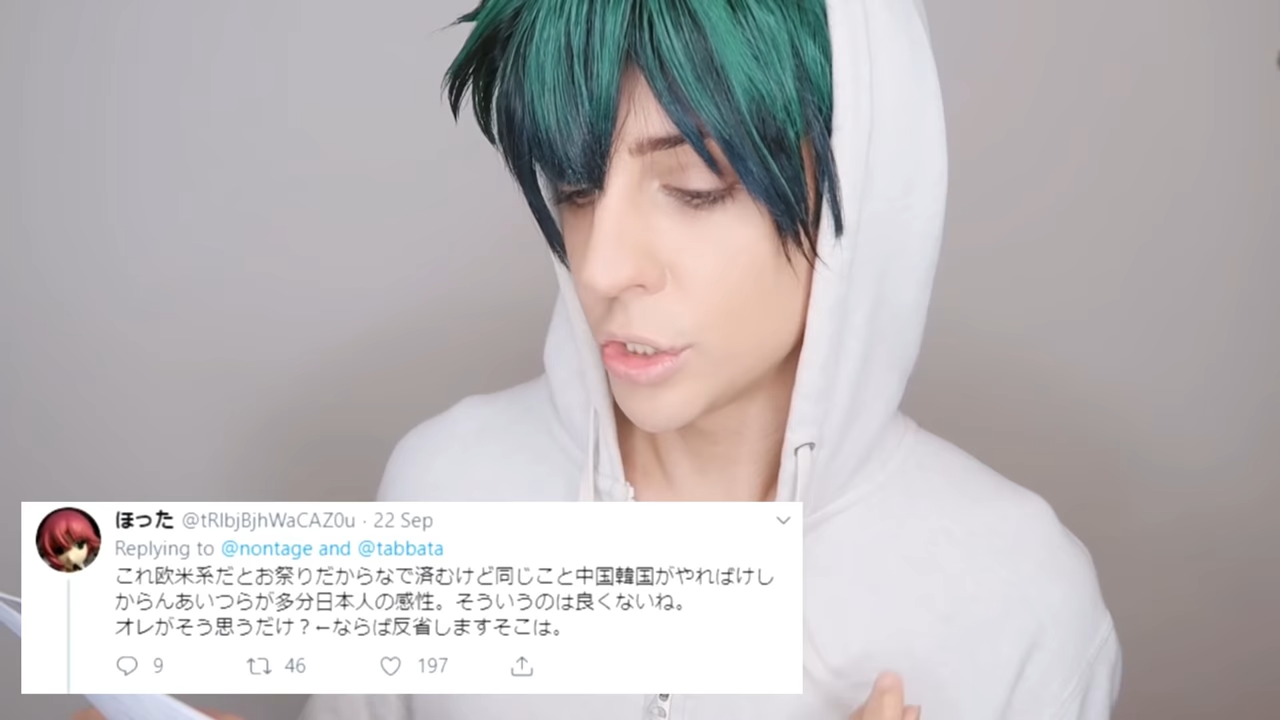 ほった @tRIbjBjhWaCAZ0u · 22 Sep
Replying to @nontage and @tabbata
これ欧米系だとお祭りだからなで済むけど同じこと中国韓国がやればけし
からんあいつらが多分日本人の感性。そういうのは良くないね。
オレがそう思うだけ？←ならば反省しますそこは。
9 46 197